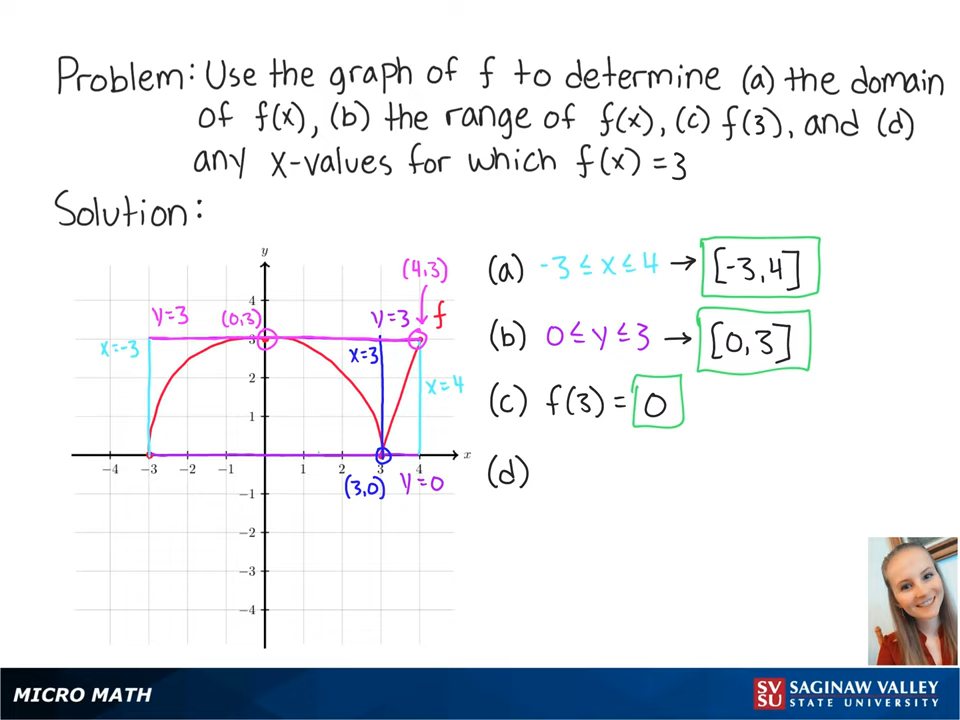 Problem: Use the graph of f to determine (a) the domain
of f(x), (b) the range of f(x), (c) f(3), and (d)
any x-values for which f(x) = 3
Solution:
y
(4,3)
4
y=3
(0,3)
y=3
f
x=-3
3
x=3
2
x=4
1
-4 -3 -2 -1 1 2 3 4 x
(3,0) y=0
-1
-2
-3
-4
(a) -3 ≤ x ≤ 4 → [-3,4]
(b) 0 ≤ y ≤ 3 → [0,3]
(c) f(3) = 0
(d)
MICRO MATH
SV
SU
SAGINAW VALLEY
STATE UNIVERSITY